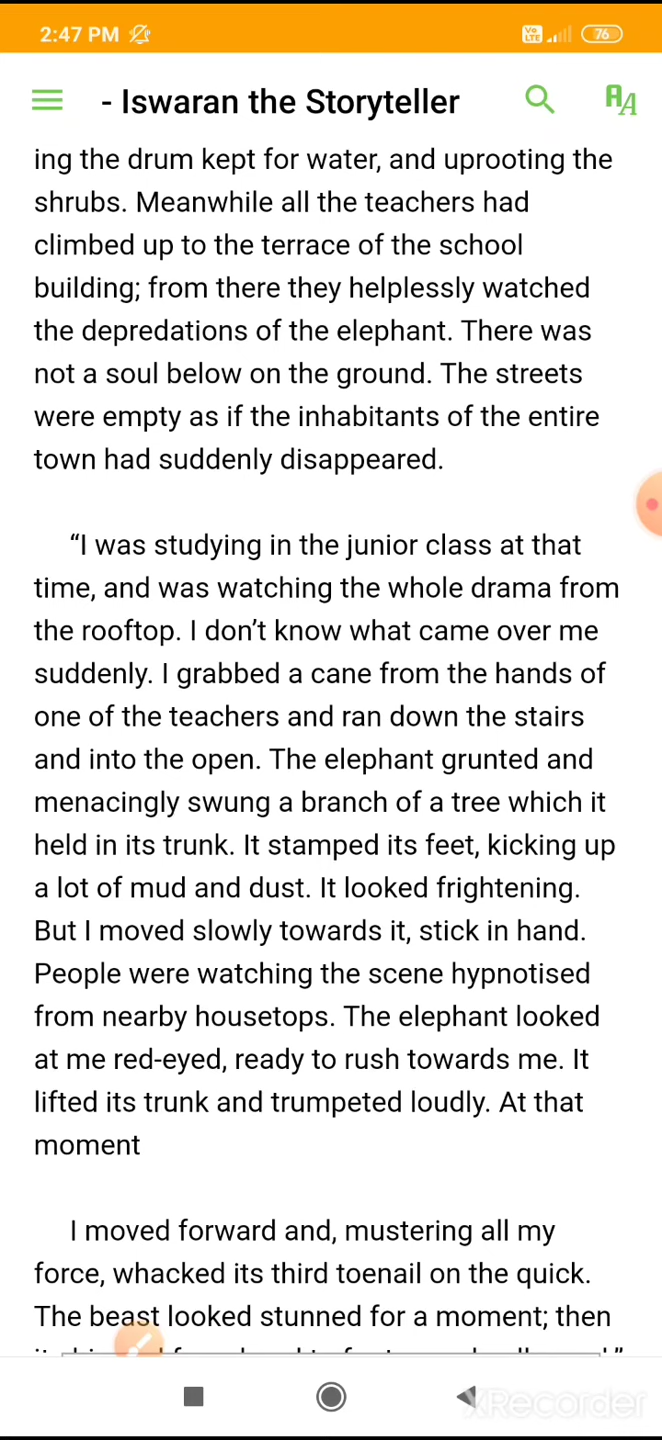 2:47 PM
Vo LTE
76
- Iswaran the Storyteller
AA
ing the drum kept for water, and uprooting the
shrubs. Meanwhile all the teachers had
climbed up to the terrace of the school
building; from there they helplessly watched
the depredations of the elephant. There was
not a soul below on the ground. The streets
were empty as if the inhabitants of the entire
town had suddenly disappeared.
“I was studying in the junior class at that
time, and was watching the whole drama from
the rooftop. I don’t know what came over me
suddenly. I grabbed a cane from the hands of
one of the teachers and ran down the stairs
and into the open. The elephant grunted and
menacingly swung a branch of a tree which it
held in its trunk. It stamped its feet, kicking up
a lot of mud and dust. It looked frightening.
But I moved slowly towards it, stick in hand.
People were watching the scene hypnotised
from nearby housetops. The elephant looked
at me red-eyed, ready to rush towards me. It
lifted its trunk and trumpeted loudly. At that
moment
I moved forward and, mustering all my
force, whacked its third toenail on the quick.
The beast looked stunned for a moment; then
XRecorder